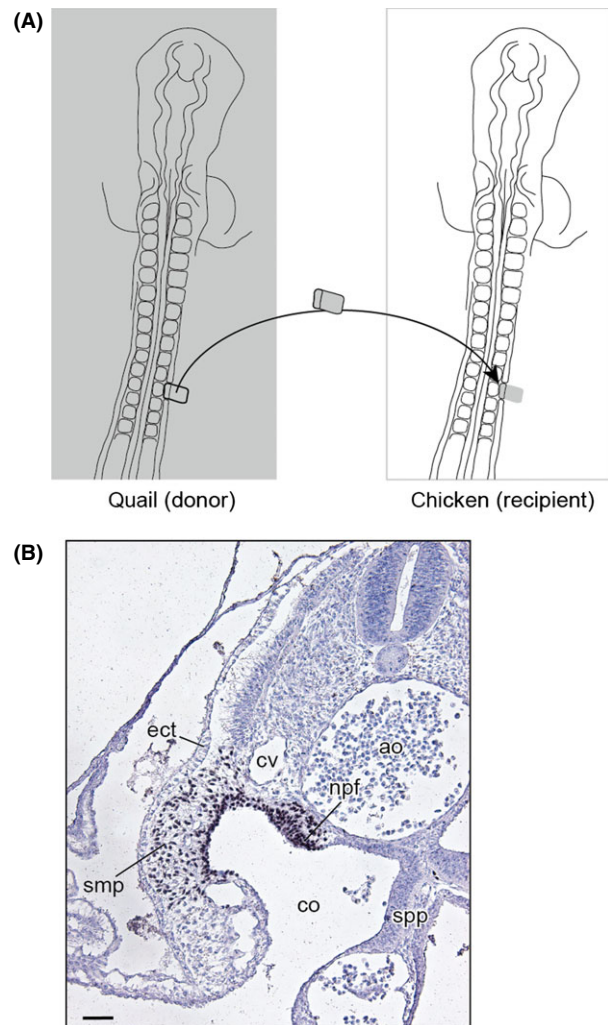 (A)
Quail (donor)
Chicken (recipient)
(B)
ect
cv
ao
npf
smp
co
spp